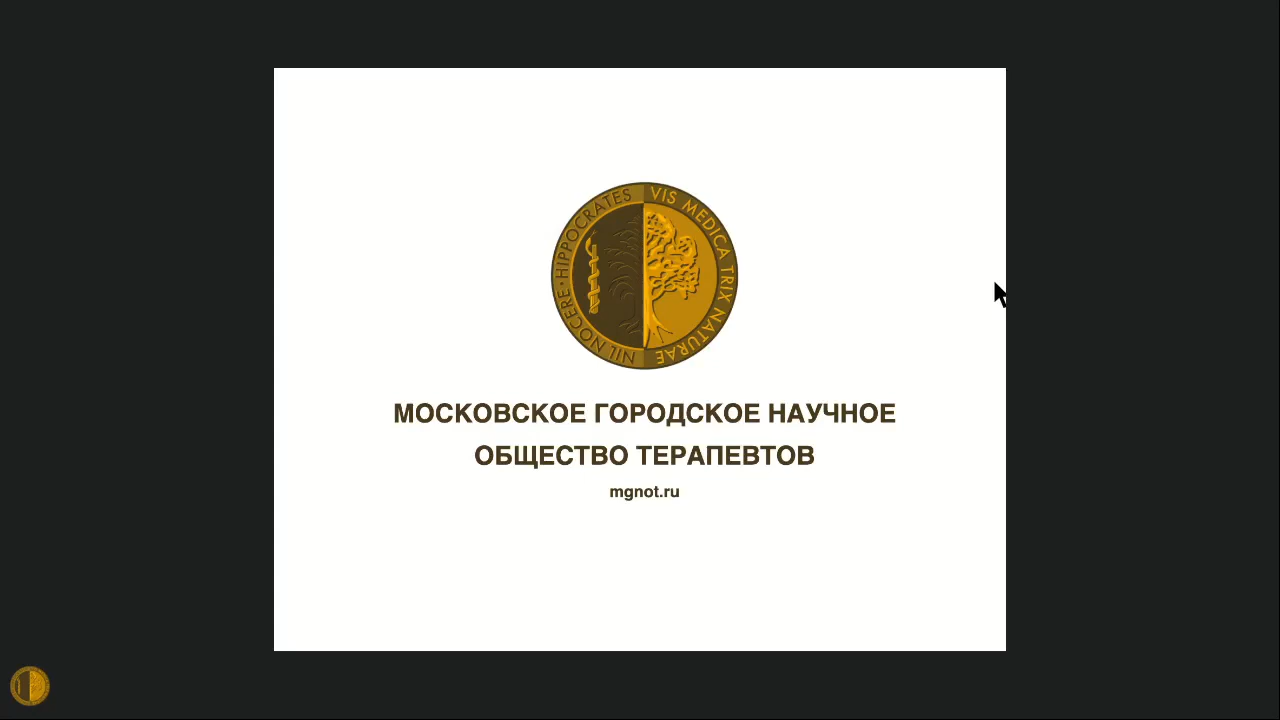 NIL NOCERE · HIPPOCRATES
VIS MEDICA TRIX NATURAE
МОСКОВСКОЕ ГОРОДСКОЕ НАУЧНОЕ
ОБЩЕСТВО ТЕРАПЕВТОВ
mgnot.ru